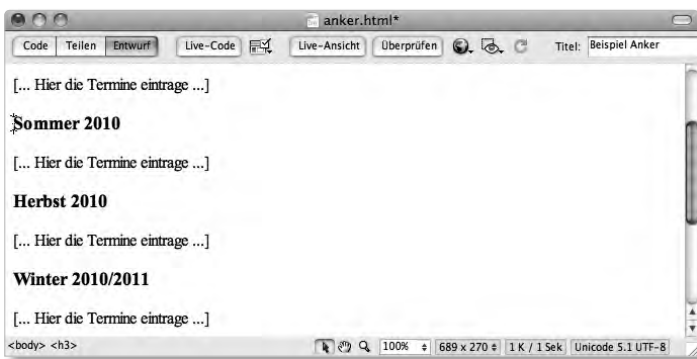 anker.html*
Code Teilen Entwurf Live-Code Live-Ansicht Überprüfen Titel: Beispiel Anker
[... Hier die Termine eintrage ...]
Sommer 2010
[... Hier die Termine eintrage ...]
Herbst 2010
[... Hier die Termine eintrage ...]
Winter 2010/2011
[... Hier die Termine eintrage ...]
<body> <h3> 100% 689 x 270 1 K / 1 Sek Unicode 5.1 UTF-8